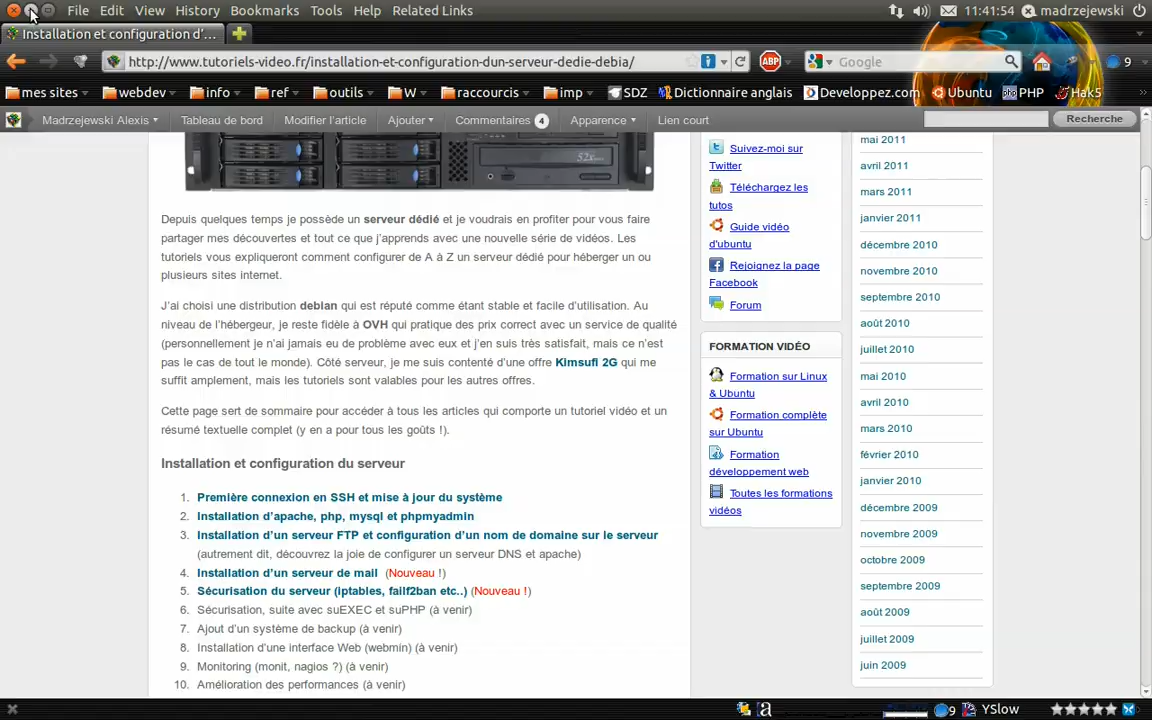 File Edit View History Bookmarks Tools Help Related Links
11:41:54 madrzejewski
Installation et configuration d'...
http://www.tutoriels-video.fr/installation-et-configuration-dun-serveur-dedie-debia/
ABP
Google
9
mes sites webdev info ref outils W raccourcis imp SDZ Dictionnaire anglais Developpez.com Ubuntu PHP Hak5
Madrzejewski Alexis Tableau de bord Modifier l'article Ajouter Commentaires 4 Apparence Lien court Recherche
52x
Depuis quelques temps je possède un serveur dédié et je voudrais en profiter pour vous faire
partager mes découvertes et tout ce que j'apprends avec une nouvelle série de vidéos. Les
tutoriels vous expliqueront comment configurer de A à Z un serveur dédié pour héberger un ou
plusieurs sites internet.
J'ai choisi une distribution debian qui est réputé comme étant stable et facile d'utilisation. Au
niveau de l'hébergeur, je reste fidèle à OVH qui pratique des prix correct avec un service de qualité
(personnellement je n'ai jamais eu de problème avec eux et j'en suis très satisfait, mais ce n'est
pas le cas de tout le monde). Côté serveur, je me suis contenté d'une offre Kimsufi 2G qui me
suffit amplement, mais les tutoriels sont valables pour les autres offres.
Cette page sert de sommaire pour accéder à tous les articles qui comporte un tutoriel vidéo et un
résumé textuelle complet (y en a pour tous les goûts !).
Installation et configuration du serveur
1. Première connexion en SSH et mise à jour du système
2. Installation d'apache, php, mysql et phpmyadmin
3. Installation d'un serveur FTP et configuration d'un nom de domaine sur le serveur
(autrement dit, découvrez la joie de configurer un serveur DNS et apache)
4. Installation d'un serveur de mail (Nouveau !)
5. Sécurisation du serveur (iptables, failf2ban etc..) (Nouveau !)
6. Sécurisation, suite avec suEXEC et suPHP (à venir)
7. Ajout d'un système de backup (à venir)
8. Installation d'une interface Web (webmin) (à venir)
9. Monitoring (monit, nagios ?) (à venir)
10. Amélioration des performances (à venir)
Suivez-moi sur
Twitter
Téléchargez les
tutos
Guide vidéo
d'ubuntu
Rejoignez la page
Facebook
Forum
FORMATION VIDÉO
Formation sur Linux
& Ubuntu
Formation complète
sur Ubuntu
Formation
développement web
Toutes les formations
vidéos
mai 2011
avril 2011
mars 2011
janvier 2011
décembre 2010
novembre 2010
septembre 2010
août 2010
juillet 2010
mai 2010
avril 2010
mars 2010
février 2010
janvier 2010
décembre 2009
novembre 2009
octobre 2009
septembre 2009
août 2009
juillet 2009
juin 2009
a 9 YSlow